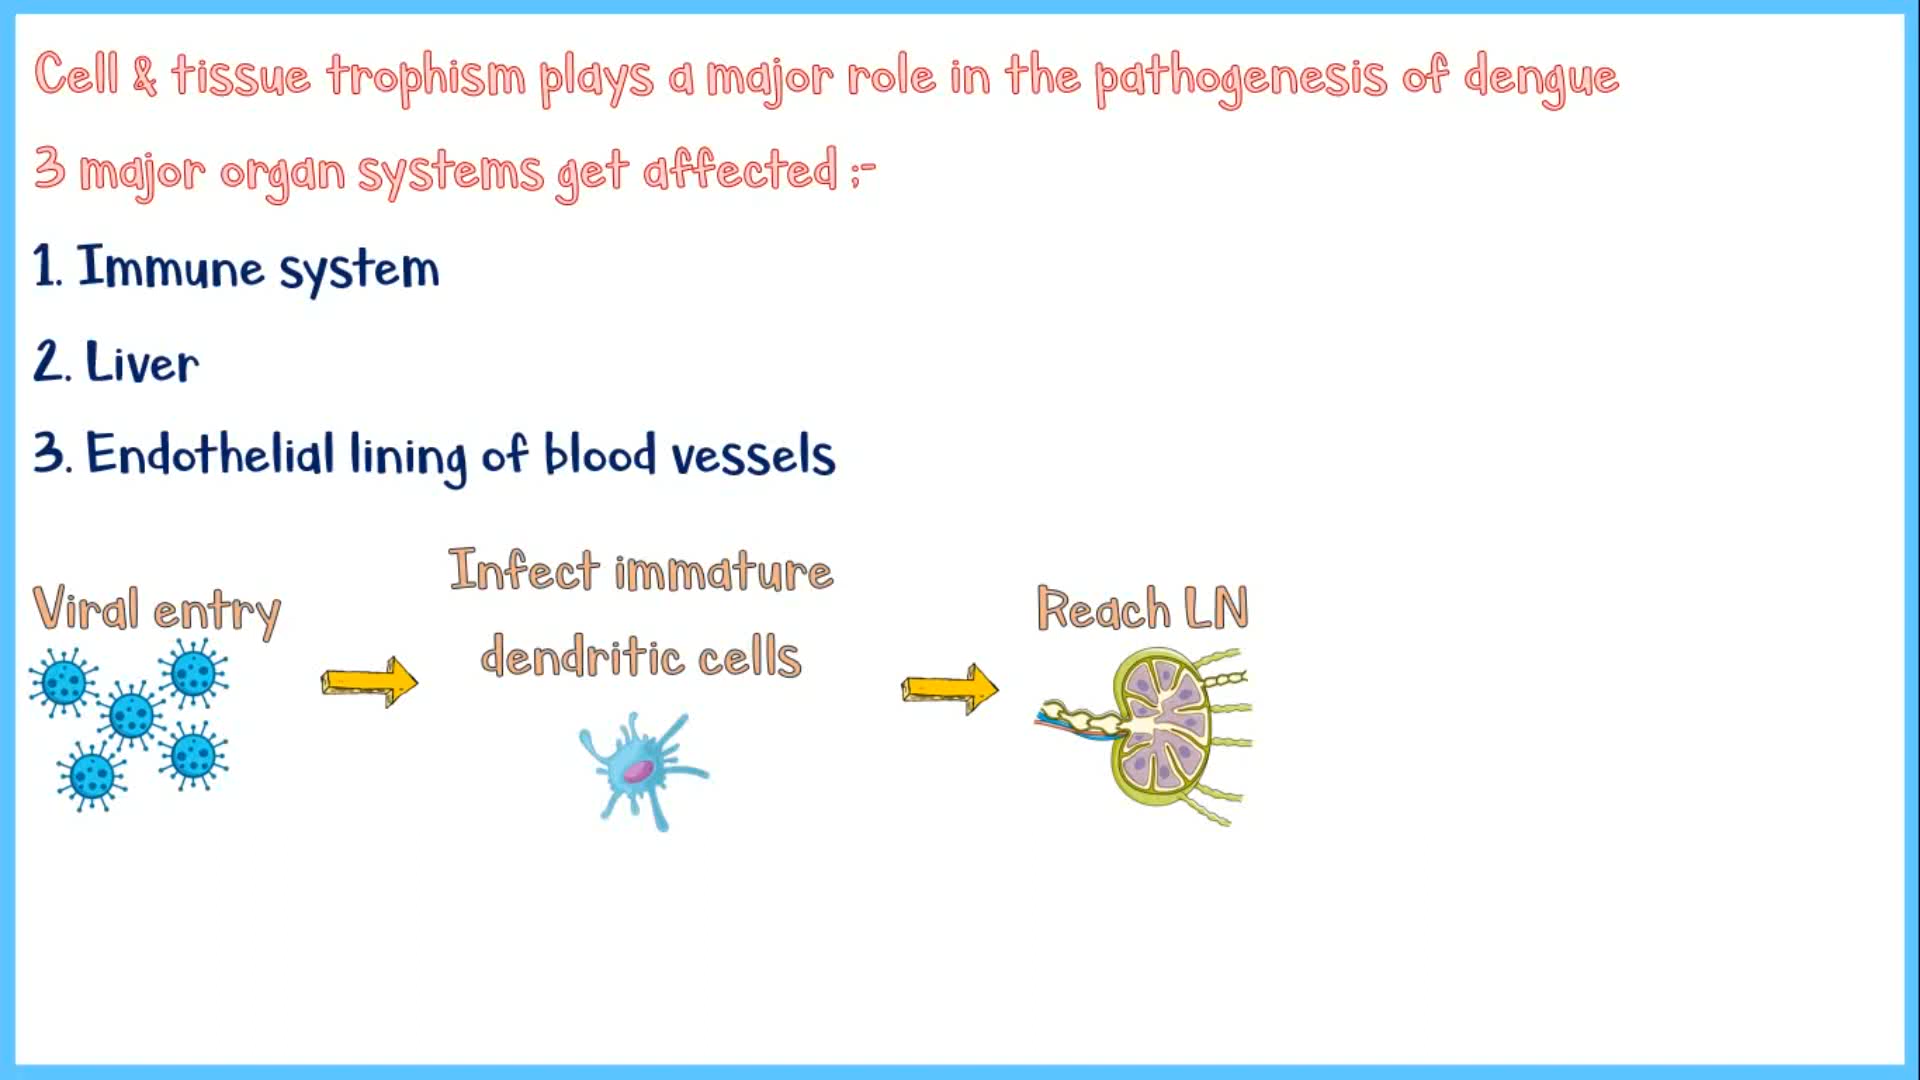 Cell & tissue trophism plays a major role in the pathogenesis of dengue
3 major organ systems get affected ;-
1. Immune system
2. Liver
3. Endothelial lining of blood vessels
Viral entry
Infect immature
dendritic cells
Reach LN